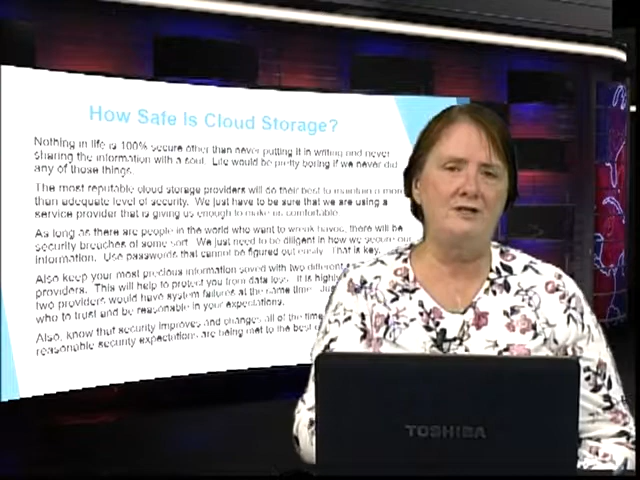 How Safe Is Cloud Storage?
Nothing in life is 100% secure other than never putting it in writing and never
sharing the information with a soul. Life would be pretty boring if we never did
any of those things.
The most reputable cloud storage providers will do their best to maintain a more
than adequate level of security. We just have to be sure that we are using a
service provider that is giving us enough to make us comfortable.
As long as there are people in the world who want to wreak havoc, there will be
security breaches of some sort. We just need to be diligent in how we secure our
information. Use passwords that cannot be figured out easily. That is key.
Also keep your most precious information saved with two different
providers. This will help to protect you from data loss. It is highly
two providers would have system failures at the same time. Just
who to trust and be reasonable in your expectations.
Also, know that security improves and changes all of the time
reasonable security expectations are being met to the best
TOSHIBA